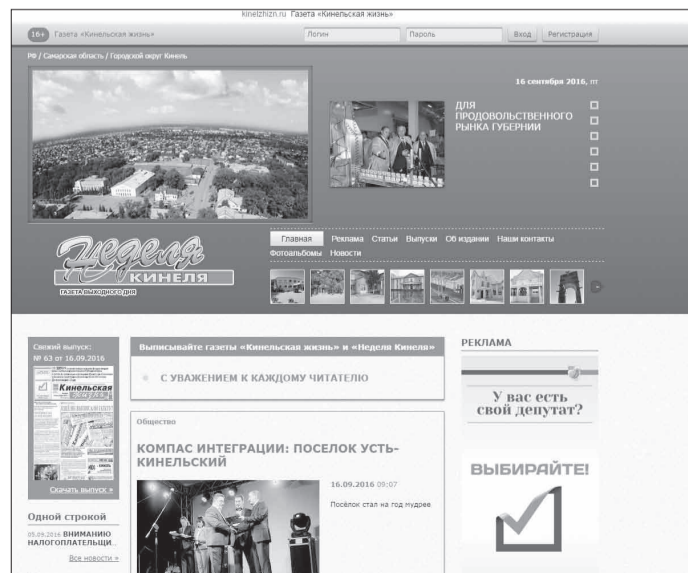 kinelzhizn.ru Газета «Кинельская жизнь»
16+ Газета «Кинельская жизнь» Логин Пароль Вход Регистрация
РФ / Самарская область / Городской округ Кинель
16 сентября 2016, пт
ДЛЯ
ПРОДОВОЛЬСТВЕННОГО
РЫНКА ГУБЕРНИИ
Неделя
КИНЕЛЯ
ГАЗЕТА ВЫХОДНОГО ДНЯ
Главная Реклама Статьи Выпуски Об издании Наши контакты
Фотоальбомы Новости
Свежий выпуск:
№ 63 от 16.09.2016
Кинельская
жизнь
Скачать выпуск »
Одной строкой
05.09.2016 ВНИМАНИЮ
НАЛОГОПЛАТЕЛЬЩИ...
Все новости »
Выписывайте газеты «Кинельская жизнь» и «Неделя Кинеля»
С УВАЖЕНИЕМ К КАЖДОМУ ЧИТАТЕЛЮ
Общество
КОМПАС ИНТЕГРАЦИИ: ПОСЕЛОК УСТЬ-
КИНЕЛЬСКИЙ
16.09.2016 09:07
Посёлок стал на год мудрее
РЕКЛАМА
У вас есть
свой депутат?
ВЫБИРАЙТЕ!